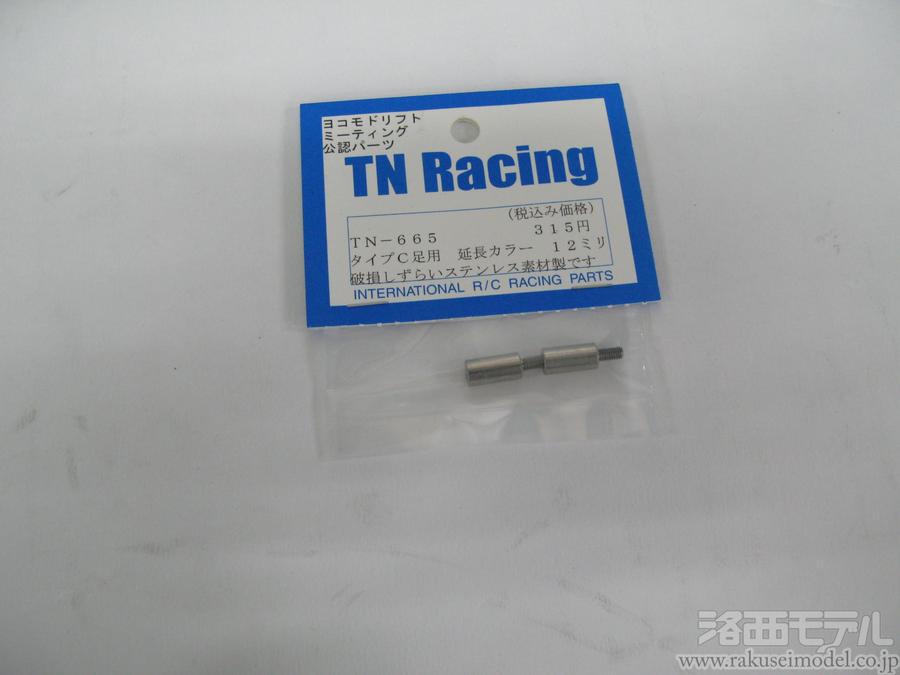 ヨコモドリフト
ミーティング
公認パーツ
TN Racing
(税込み価格)
TN-665 315円
タイプC足用 延長カラー 12ミリ
破損しずらいステンレス素材製です
INTERNATIONAL R/C RACING PARTS
洛西モデル
www.rakuseimodel.co.jp